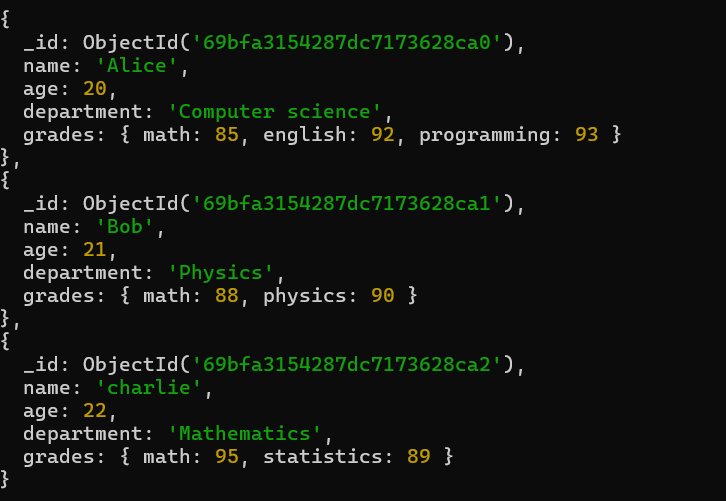 {
  _id: ObjectId('69bfa3154287dc7173628ca0'),
  name: 'Alice',
  age: 20,
  department: 'Computer science',
  grades: { math: 85, english: 92, programming: 93 }
},
{
  _id: ObjectId('69bfa3154287dc7173628ca1'),
  name: 'Bob',
  age: 21,
  department: 'Physics',
  grades: { math: 88, physics: 90 }
},
{
  _id: ObjectId('69bfa3154287dc7173628ca2'),
  name: 'charlie',
  age: 22,
  department: 'Mathematics',
  grades: { math: 95, statistics: 89 }
}